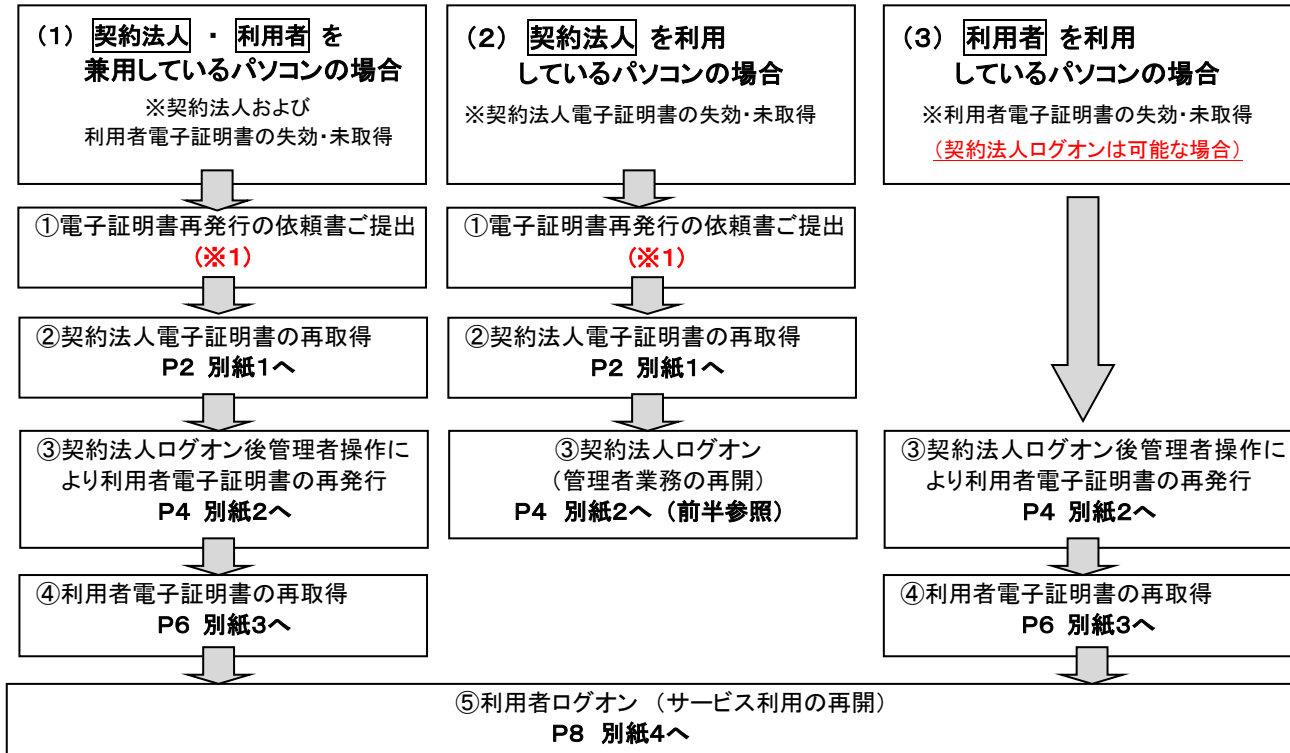 (1) 契約法人 ・ 利用者 を
兼用しているパソコンの場合
※契約法人および
利用者電子証明書の失効・未取得
①電子証明書再発行の依頼書ご提出
(※1)
②契約法人電子証明書の再取得
P2 別紙1へ
③契約法人ログオン後管理者操作に
より利用者電子証明書の再発行
P4 別紙2へ
④利用者電子証明書の再取得
P6 別紙3へ
(2) 契約法人 を利用
しているパソコンの場合
※契約法人電子証明書の失効・未取得
①電子証明書再発行の依頼書ご提出
(※1)
②契約法人電子証明書の再取得
P2 別紙1へ
③契約法人ログオン
(管理者業務の再開)
P4 別紙2へ (前半参照)
(3) 利用者 を利用
しているパソコンの場合
※利用者電子証明書の失効・未取得
(契約法人ログオンは可能な場合)
③契約法人ログオン後管理者操作に
より利用者電子証明書の再発行
P4 別紙2へ
④利用者電子証明書の再取得
P6 別紙3へ
⑤利用者ログオン (サービス利用の再開)
P8 別紙4へ